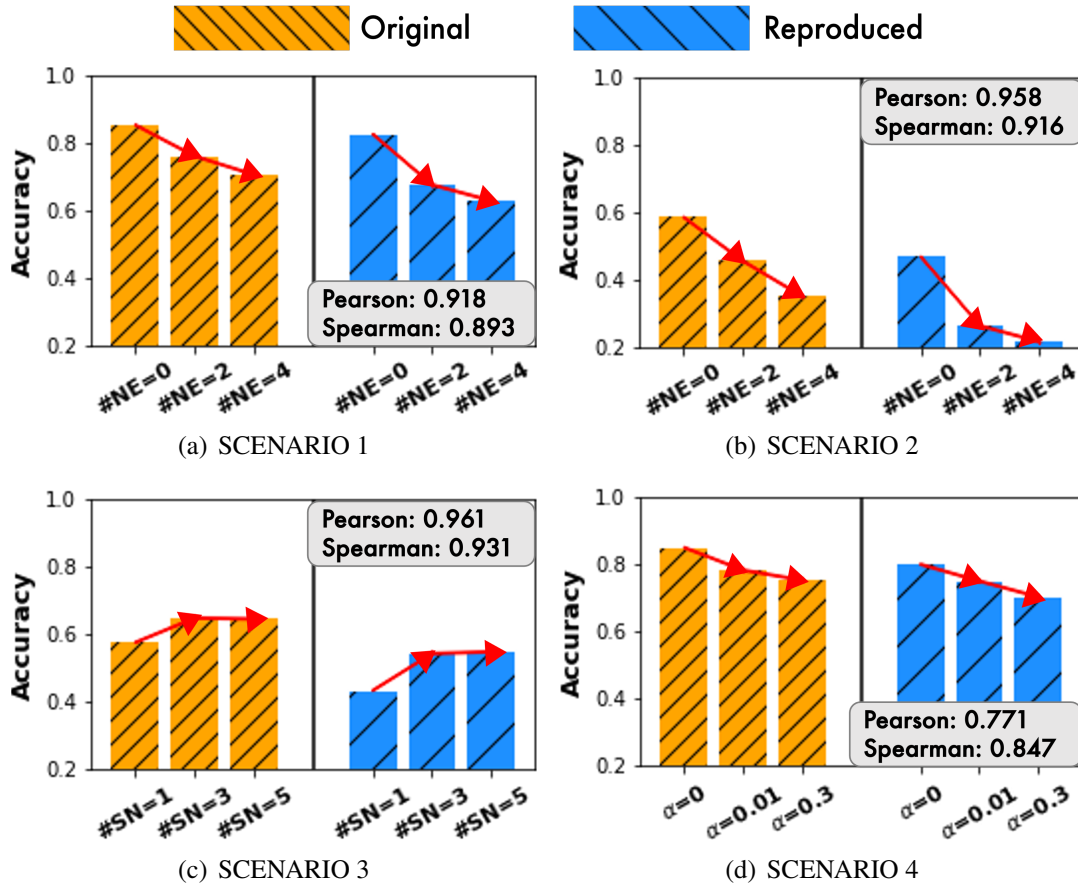 Original Reproduced
1.0
0.8
0.6
0.4
0.2
Accuracy
Pearson: 0.918
Spearman: 0.893
#NE=0 #NE=2 #NE=4 #NE=0 #NE=2 #NE=4
(a) SCENARIO 1
1.0
0.8
0.6
0.4
0.2
Accuracy
Pearson: 0.958
Spearman: 0.916
#NE=0 #NE=2 #NE=4 #NE=0 #NE=2 #NE=4
(b) SCENARIO 2
1.0
0.8
0.6
0.4
0.2
Accuracy
Pearson: 0.961
Spearman: 0.931
#SN=1 #SN=3 #SN=5 #SN=1 #SN=3 #SN=5
(c) SCENARIO 3
1.0
0.8
0.6
0.4
0.2
Accuracy
Pearson: 0.771
Spearman: 0.847
α=0 α=0.01 α=0.3 α=0 α=0.01 α=0.3
(d) SCENARIO 4